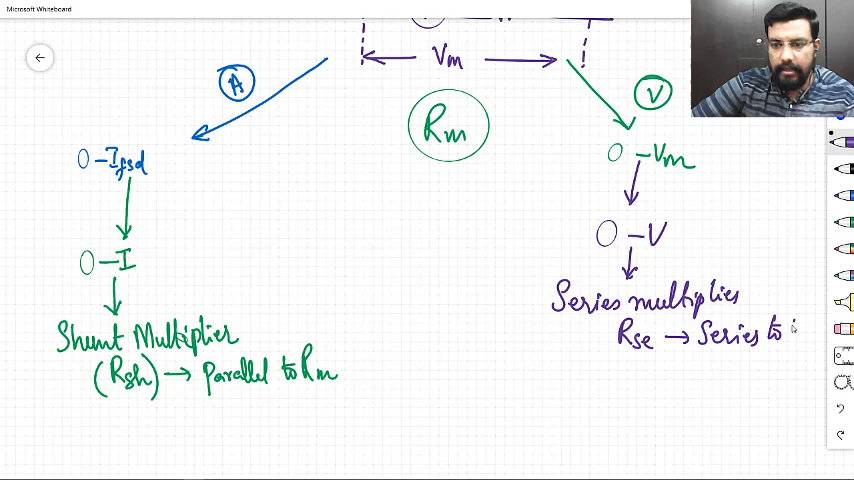 Microsoft Whiteboard
Vm
A
V
Rm
0-Ifsd
0-Vm
0-V
0-I
Series multiplies
Shunt Multiplier
Rse → Series to
(Rsh) → parallel to Rm